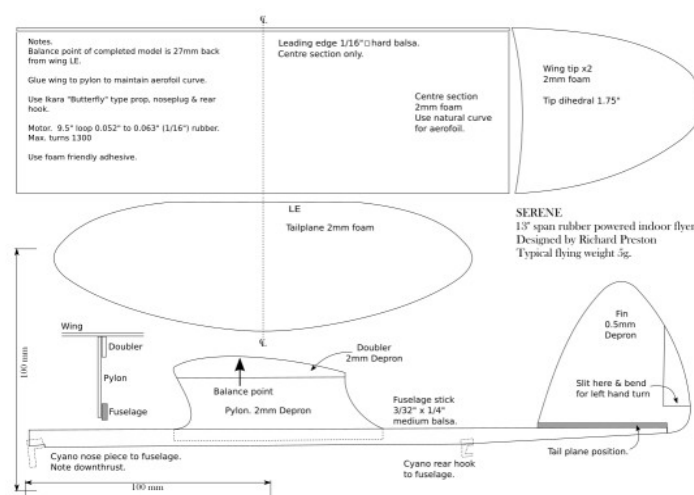 ℄
Notes.
Balance point of completed model is 27mm back
from wing LE.
Glue wing to pylon to maintain aerofoil curve.
Use Ikara "Butterfly" type prop, noseplug & rear
hook.
Motor. 9.5" loop 0.052" to 0.063" (1/16") rubber.
Max. turns 1300
Use foam friendly adhesive.
Leading edge 1/16"□hard balsa.
Centre section only.
Centre section
2mm foam
Use natural curve
for aerofoil.
Wing tip x2
2mm foam
Tip dihedral 1.75"
LE
Tailplane 2mm foam
℄
SERENE
13" span rubber powered indoor flyer
Designed by Richard Preston
Typical flying weight 5g.
100 mm
Wing
Doubler
Pylon
Fuselage
Doubler
2mm Depron
Balance point
Pylon. 2mm Depron
Fuselage stick
3/32" x 1/4"
medium balsa.
Fin
0.5mm
Depron
Slit here & bend
for left hand turn
Tail plane position.
Cyano nose piece to fuselage.
Note downthrust.
Cyano rear hook
to fuselage.
100 mm